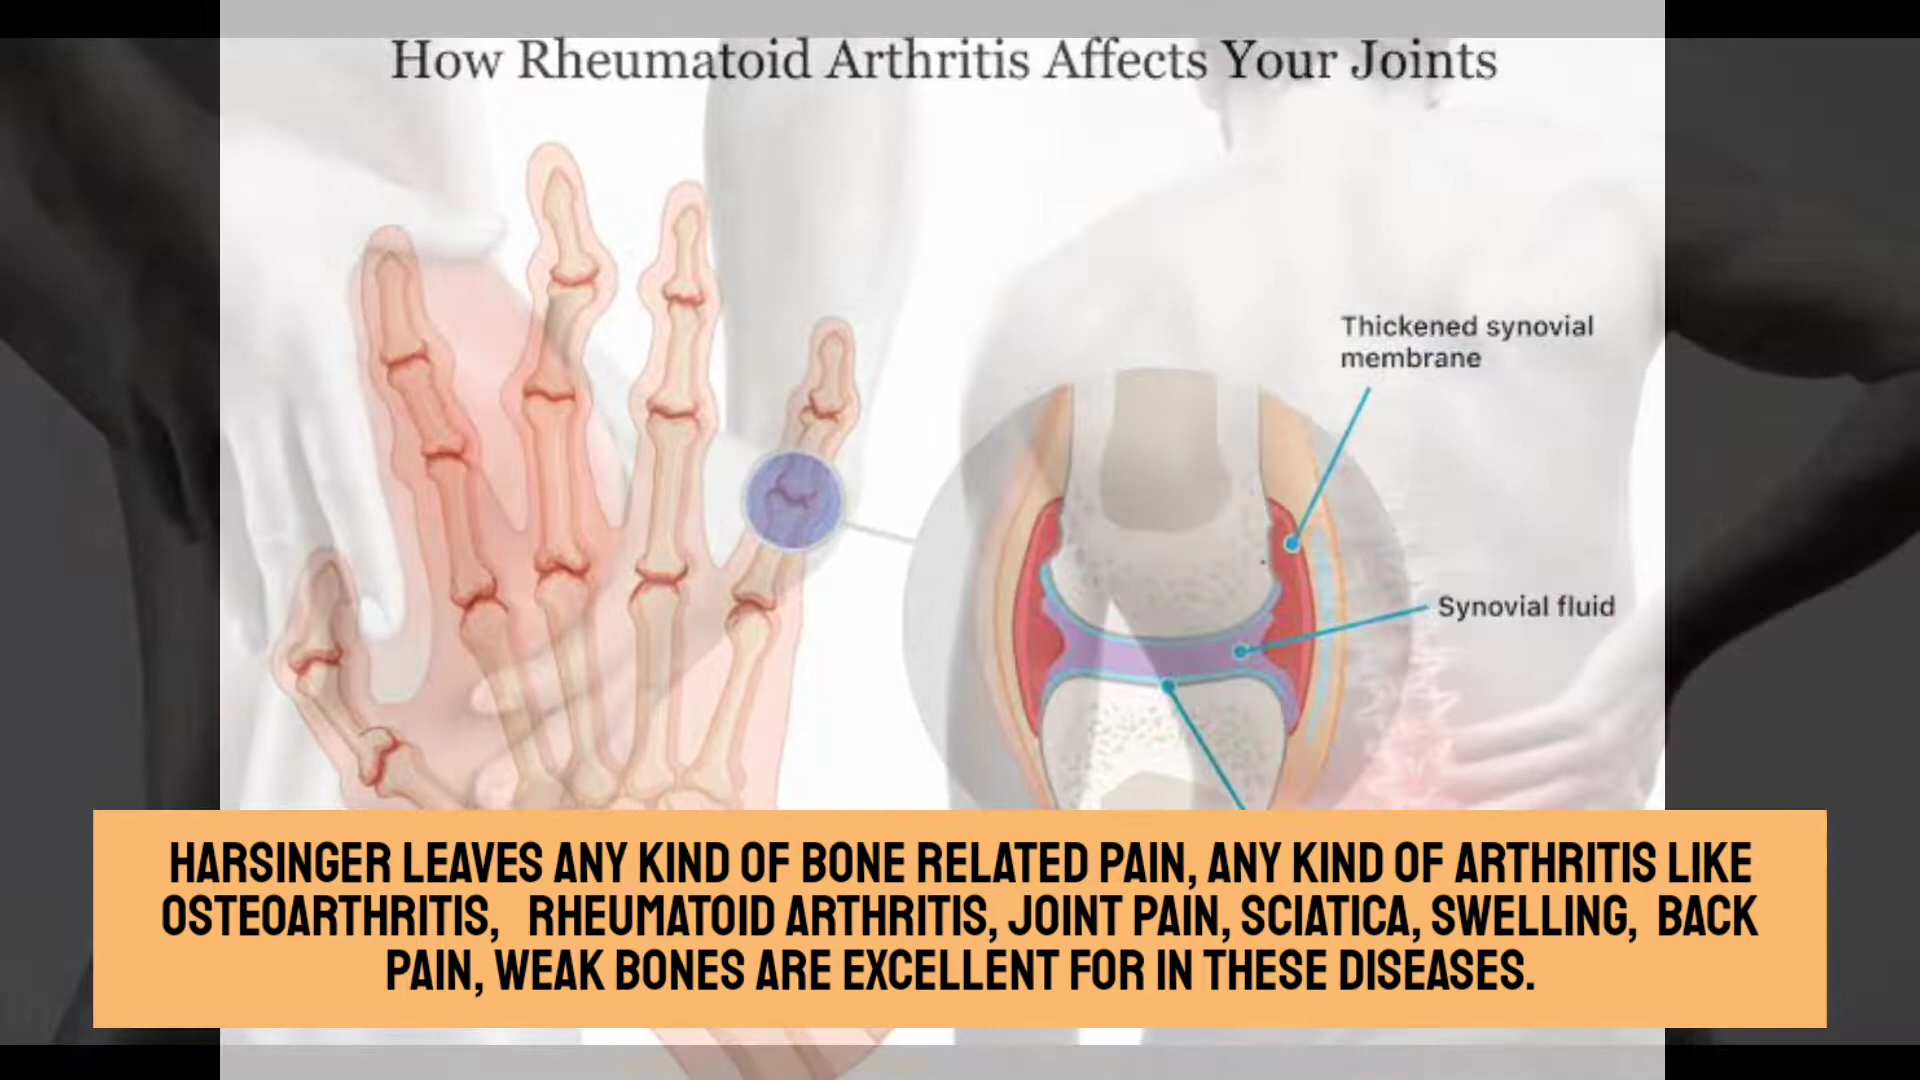 How Rheumatoid Arthritis Affects Your Joints
Thickened synovial
membrane
Synovial fluid
HARSINGER LEAVES ANY KIND OF BONE RELATED PAIN, ANY KIND OF ARTHRITIS LIKE
OSTEOARTHRITIS, RHEUMATOID ARTHRITIS, JOINT PAIN, SCIATICA, SWELLING, BACK
PAIN, WEAK BONES ARE EXCELLENT FOR IN THESE DISEASES.